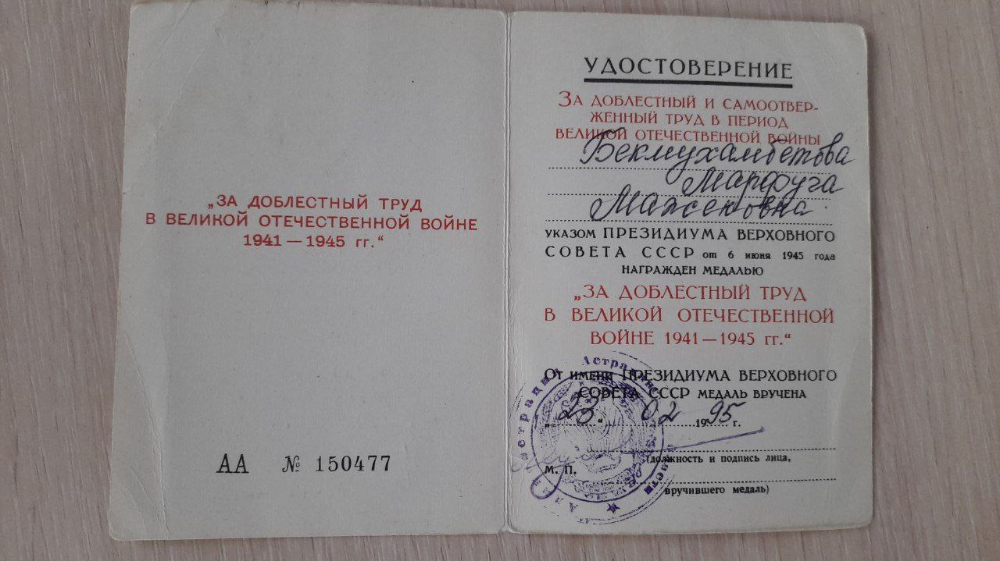 „ЗА ДОБЛЕСТНЫЙ ТРУД
В ВЕЛИКОЙ ОТЕЧЕСТВЕННОЙ ВОЙНЕ
1941 — 1945 гг.“
АА № 150477
УДОСТОВЕРЕНИЕ
ЗА ДОБЛЕСТНЫЙ И САМООТВЕР-
ЖЕННЫЙ ТРУД В ПЕРИОД
ВЕЛИКОЙ ОТЕЧЕСТВЕННОЙ ВОЙНЫ
Бекмухамбетова
Марфуга
Маженовна
УКАЗОМ ПРЕЗИДИУМА ВЕРХОВНОГО
СОВЕТА СССР от 6 июня 1945 года
НАГРАЖДЕН МЕДАЛЬЮ
„ЗА ДОБЛЕСТНЫЙ ТРУД
В ВЕЛИКОЙ ОТЕЧЕСТВЕННОЙ
ВОЙНЕ 1941—1945 гг.“
ОТ ИМЕНИ ПРЕЗИДИУМА ВЕРХОВНОГО
СОВЕТА СССР МЕДАЛЬ ВРУЧЕНА
„23“ 02 1995 г.
М. П. (должность и подпись лица,
вручившего медаль)